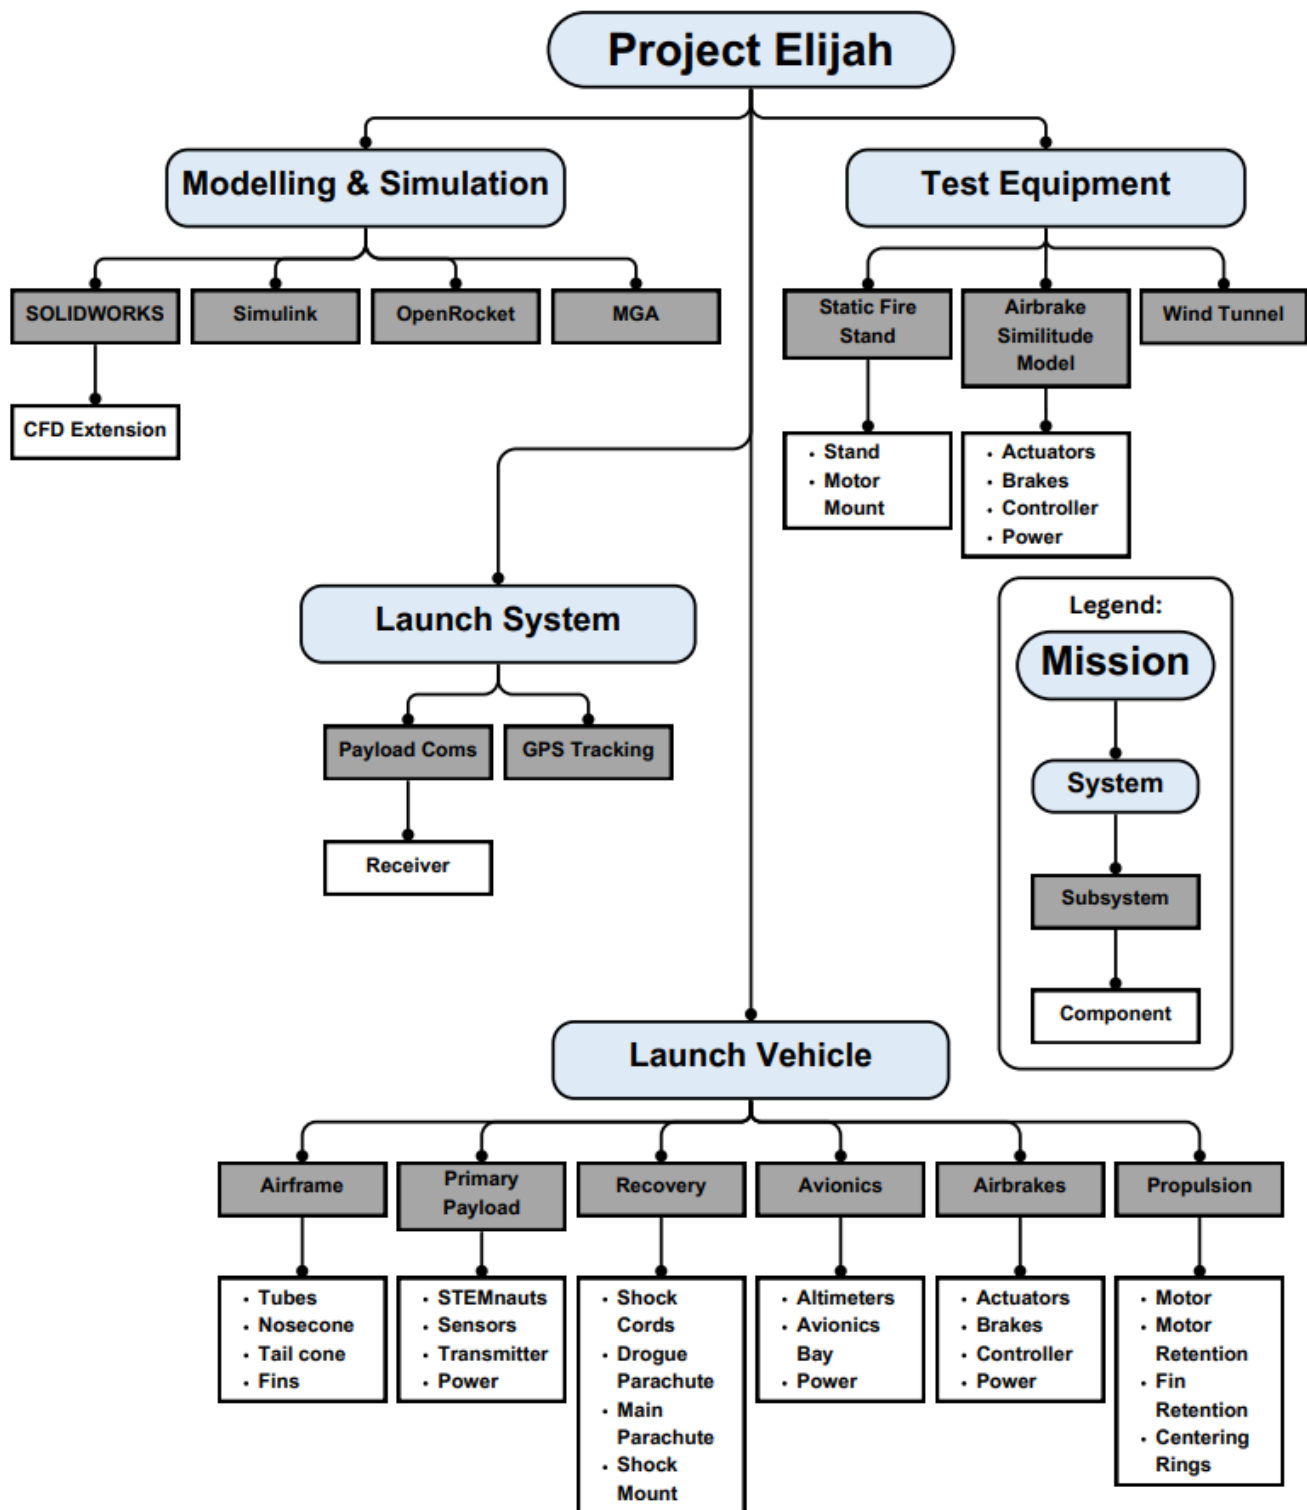 Project Elijah
Modelling & Simulation
Test Equipment
SOLIDWORKS
Simulink
OpenRocket
MGA
CFD Extension
Static Fire
Stand
Airbrake
Similitude
Model
Wind Tunnel
• Stand
• Motor
Mount
• Actuators
• Brakes
• Controller
• Power
Launch System
Payload Coms
GPS Tracking
Receiver
Legend:
Mission
System
Subsystem
Component
Launch Vehicle
Airframe
Primary
Payload
Recovery
Avionics
Airbrakes
Propulsion
• Tubes
• Nosecone
• Tail cone
• Fins
• STEMnauts
• Sensors
• Transmitter
• Power
• Shock
Cords
• Drogue
Parachute
• Main
Parachute
• Shock
Mount
• Altimeters
• Avionics
Bay
• Power
• Actuators
• Brakes
• Controller
• Power
• Motor
• Motor
Retention
• Fin
Retention
• Centering
Rings